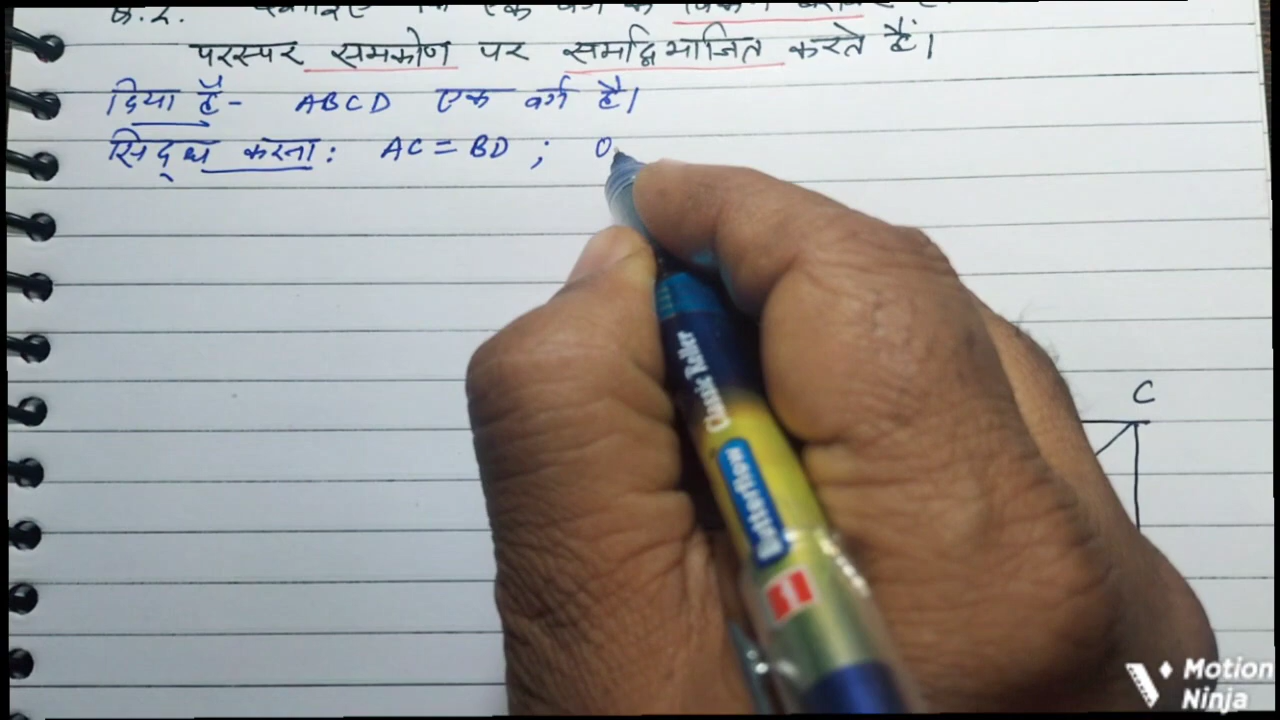 परस्पर समकोण पर समद्विभाजित करते हैं।
दिया है- ABCD एक वर्ग है।
सिद्ध करना: AC = BD ; O
C
Classic Roller
Butterflow
Motion
Ninja